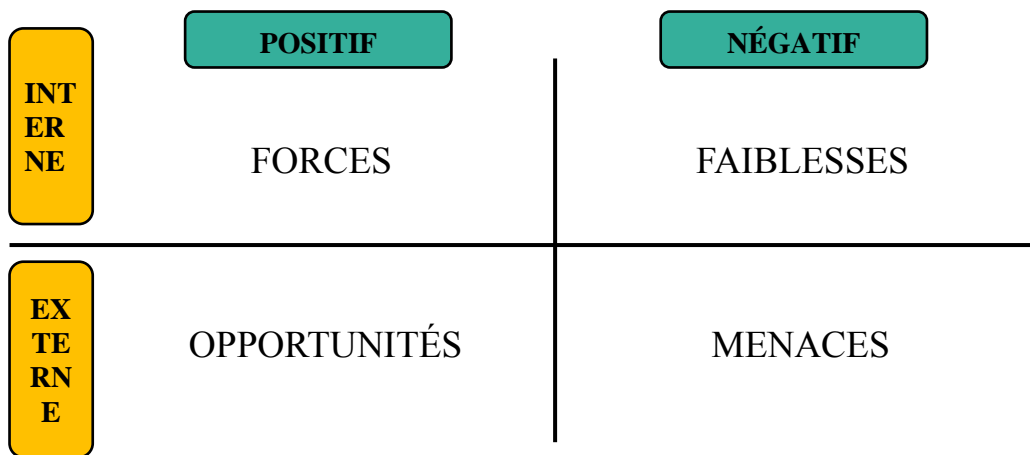 POSITIF
NÉGATIF
INT
ER
NE
FORCES
FAIBLESSES
EX
TE
RN
E
OPPORTUNITÉS
MENACES